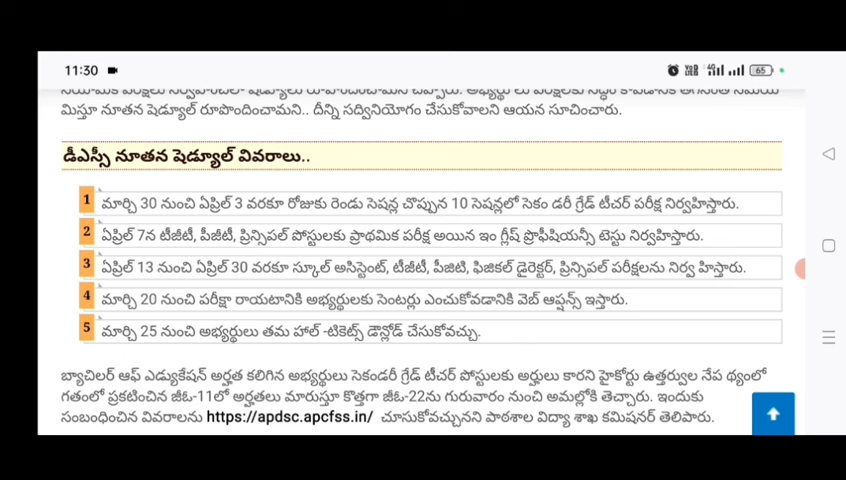 11:30
65
మిస్తూ నూతన షెడ్యూల్ రూపొందించామని.. దీన్ని సద్వినియోగం చేసుకోవాలని ఆయన సూచించారు.
డీఎస్సీ నూతన షెడ్యూల్ వివరాలు..
1 మార్చి 30 నుంచి ఏప్రిల్ 3 వరకూ రోజుకు రెండు సెషన్ల చొప్పున 10 సెషన్లలో సెకం డరీ గ్రేడ్ టీచర్ పరీక్ష నిర్వహిస్తారు.
2 ఏప్రిల్ 7న టీజీటీ, పీజీటీ, ప్రిన్సిపల్ పోస్టులకు ప్రాథమిక పరీక్ష అయిన ఇం గ్లీష్ ప్రొఫీషియన్సీ టెస్టు నిర్వహిస్తారు.
3 ఏప్రిల్ 13 నుంచి ఏప్రిల్ 30 వరకూ స్కూల్ అసిస్టెంట్, టీజీటీ, పీజిటి, ఫిజికల్ డైరెక్టర్, ప్రిన్సిపల్ పరీక్షలను నిర్వ హిస్తారు.
4 మార్చి 20 నుంచి పరీక్షా రాయటానికి అభ్యర్థులకు సెంటర్లు ఎంచుకోవడానికి వెబ్ ఆప్షన్స్ ఇస్తారు.
5 మార్చి 25 నుంచి అభ్యర్థులు తమ హాల్ -టికెట్స్ డౌన్లోడ్ చేసుకోవచ్చు.
బ్యాచిలర్ ఆఫ్ ఎడ్యుకేషన్ అర్హత కలిగిన అభ్యర్థులు సెకండరీ గ్రేడ్ టీచర్ పోస్టులకు అర్హులు కారని హైకోర్టు ఉత్తర్వుల నేప థ్యంలో
గతంలో ప్రకటించిన జీఓ-11లో అర్హతలు మారుస్తూ కొత్తగా జీఓ-22ను గురువారం నుంచి అమల్లోకి తెచ్చారు. ఇందుకు
సంబంధించిన వివరాలను https://apdsc.apcfss.in/ చూసుకోవచ్చునని పాఠశాల విద్యా శాఖ కమిషనర్ తెలిపారు.